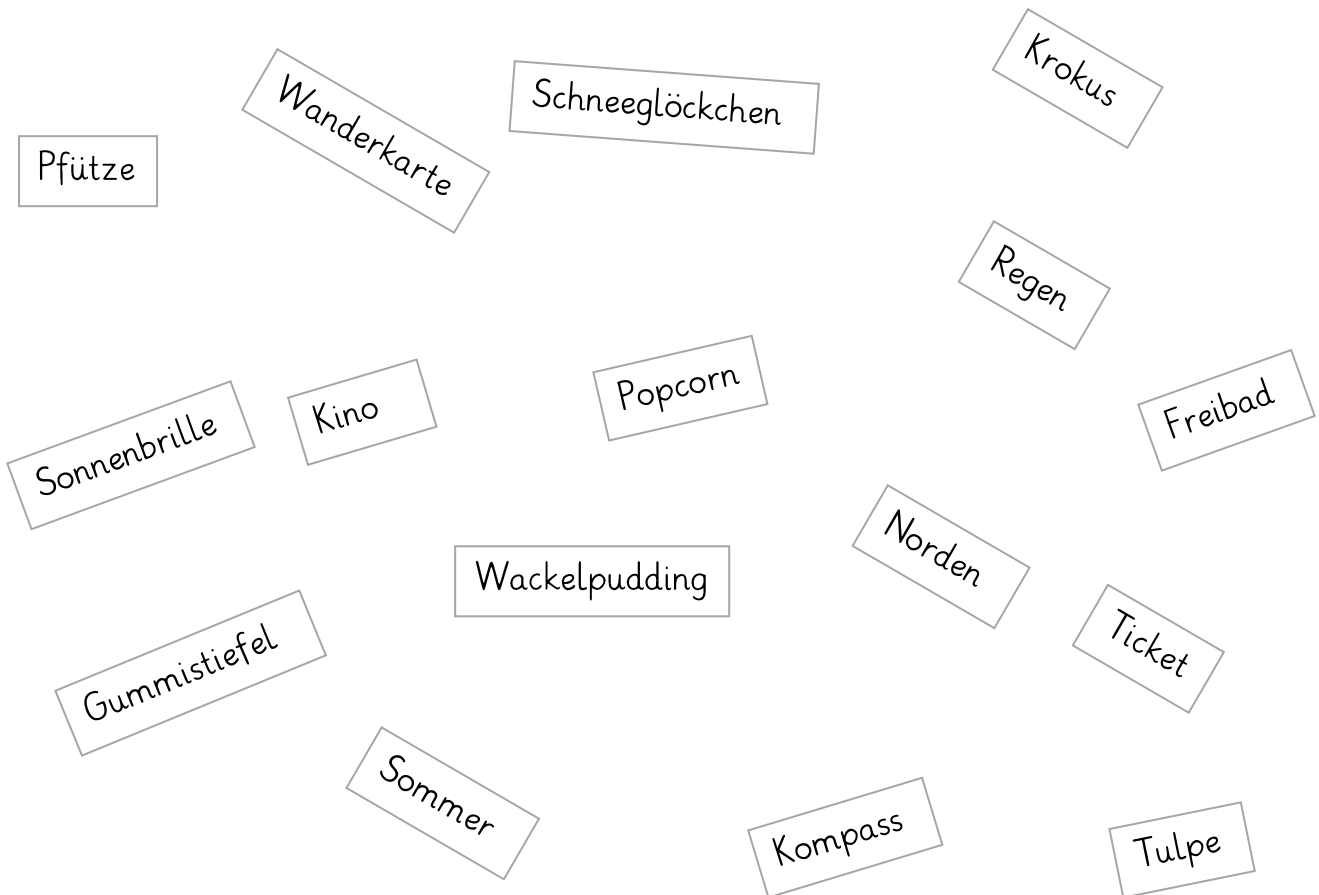 Krokus
Schneeglöckchen
Wanderkarte
Pfütze
Regen
Popcorn
Freibad
Kino
Sonnenbrille
Norden
Wackelpudding
Ticket
Gummistiefel
Sommer
Kompass
Tulpe